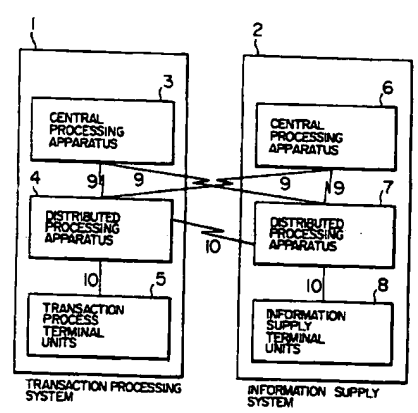 1
2
3
CENTRAL
PROCESSING
APPARATUS
6
CENTRAL
PROCESSING
APPARATUS
9
9
9
9
4
DISTRIBUTED
PROCESSING
APPARATUS
7
DISTRIBUTED
PROCESSING
APPARATUS
10
10
10
5
TRANSACTION
PROCESS
TERMINAL
UNITS
8
INFORMATION
SUPPLY
TERMINAL
UNITS
TRANSACTION PROCESSING
SYSTEM
INFORMATION SUPPLY
SYSTEM